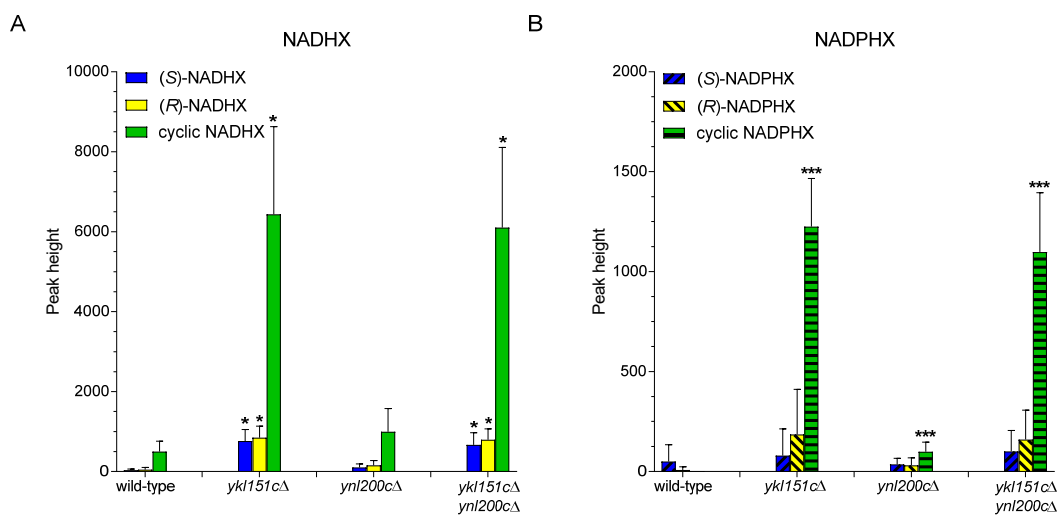 A
NADHX
10000
8000
6000
4000
2000
0
Peak height
(S)-NADHX
(R)-NADHX
cyclic NADHX
*
*
*
*
*
*
wild-type
ykl151cΔ
ynl200cΔ
ykl151cΔ
ynl200cΔ
B
NADPHX
2000
1500
1000
500
0
Peak height
(S)-NADPHX
(R)-NADPHX
cyclic NADPHX
***
***
***
wild-type
ykl151cΔ
ynl200cΔ
ykl151cΔ
ynl200cΔ